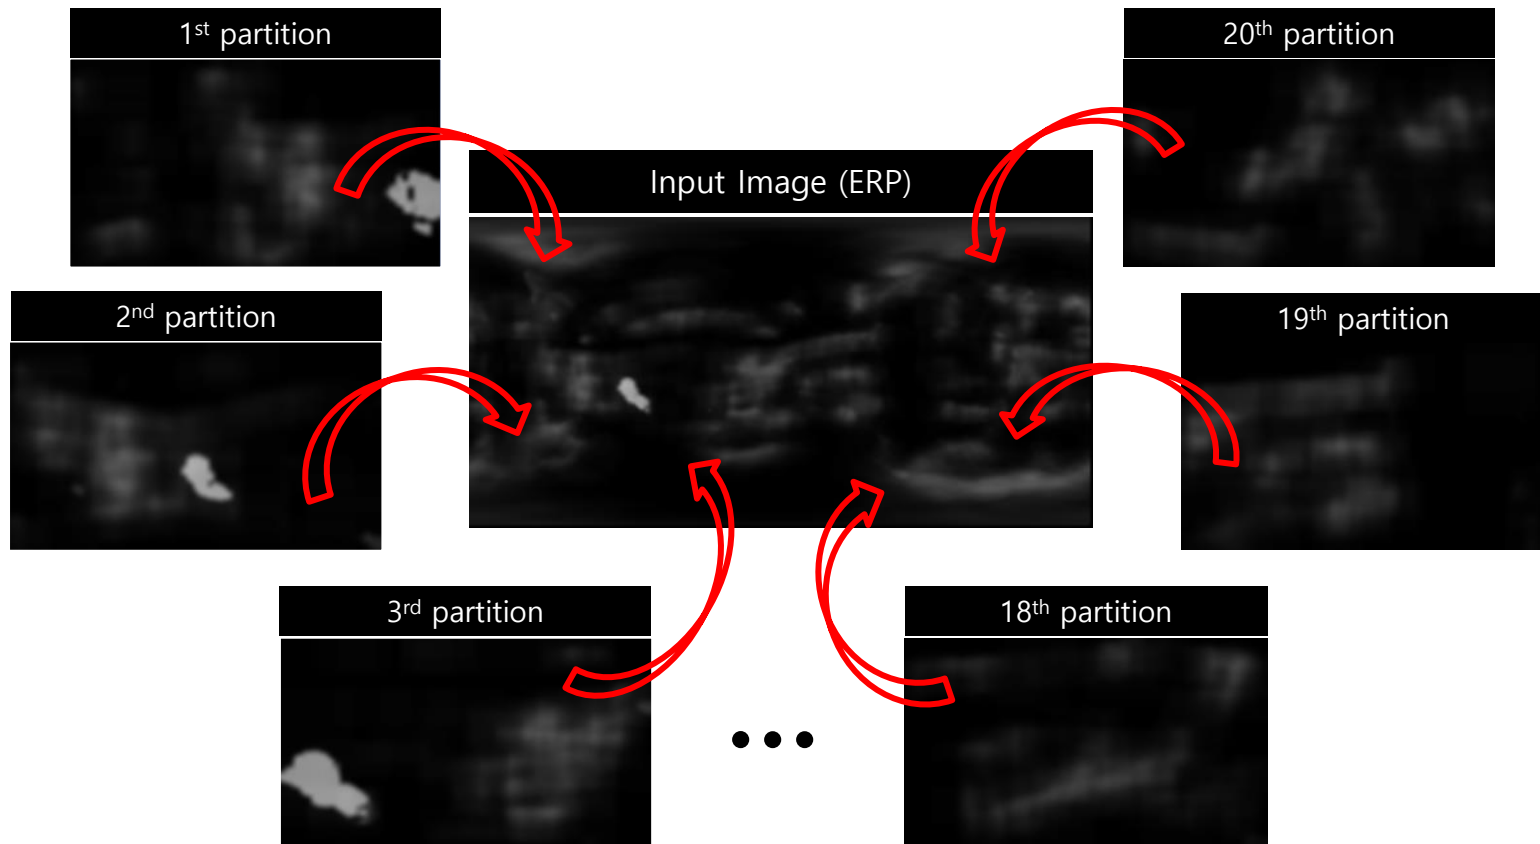 1st partition
20th partition
Input Image (ERP)
2nd partition
19th partition
3rd partition
18th partition